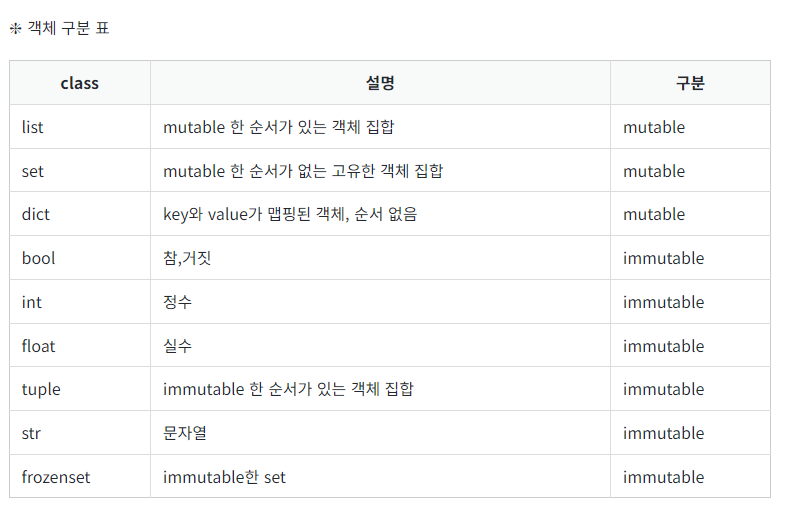 ❉ 객체 구분 표
class 설명 구분
list mutable 한 순서가 있는 객체 집합 mutable
set mutable 한 순서가 없는 고유한 객체 집합 mutable
dict key와 value가 맵핑된 객체, 순서 없음 mutable
bool 참,거짓 immutable
int 정수 immutable
float 실수 immutable
tuple immutable 한 순서가 있는 객체 집합 immutable
str 문자열 immutable
frozenset immutable한 set immutable